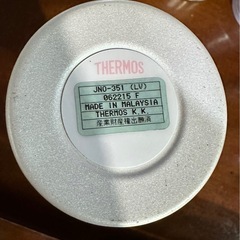 THERMOS
JNO-351 (LV)
062215 F
MADE IN MALAYSIA
THERMOS K.K
産業財産権出願済